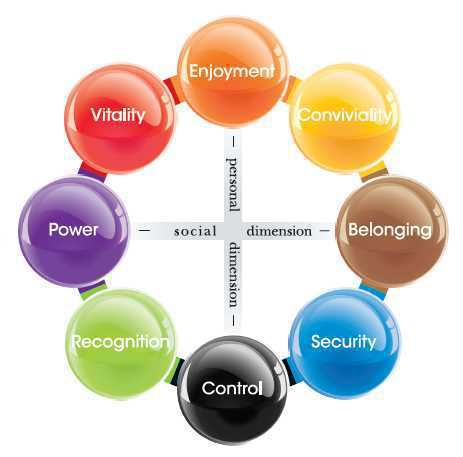 Enjoyment
Vitality
Conviviality
personal dimension
Power
social dimension
Belonging
Recognition
Security
Control